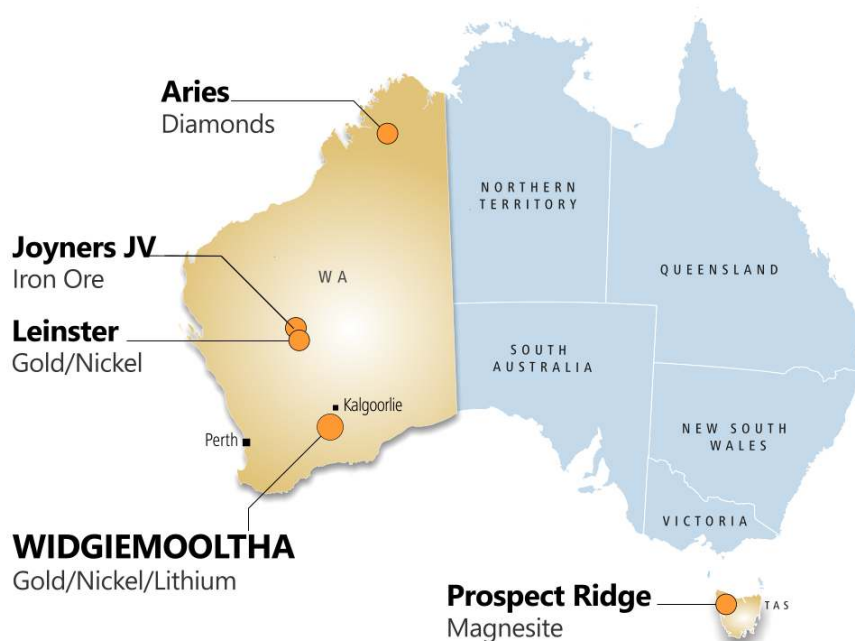 Aries
Diamonds
NORTHERN
TERRITORY
Joyners JV
Iron Ore
WA
QUEENSLAND
Leinster
Gold/Nickel
SOUTH
AUSTRALIA
Kalgoorlie
Perth
NEW SOUTH
WALES
VICTORIA
WIDGIEMOOLTHA
Gold/Nickel/Lithium
Prospect Ridge
Magnesite
TAS